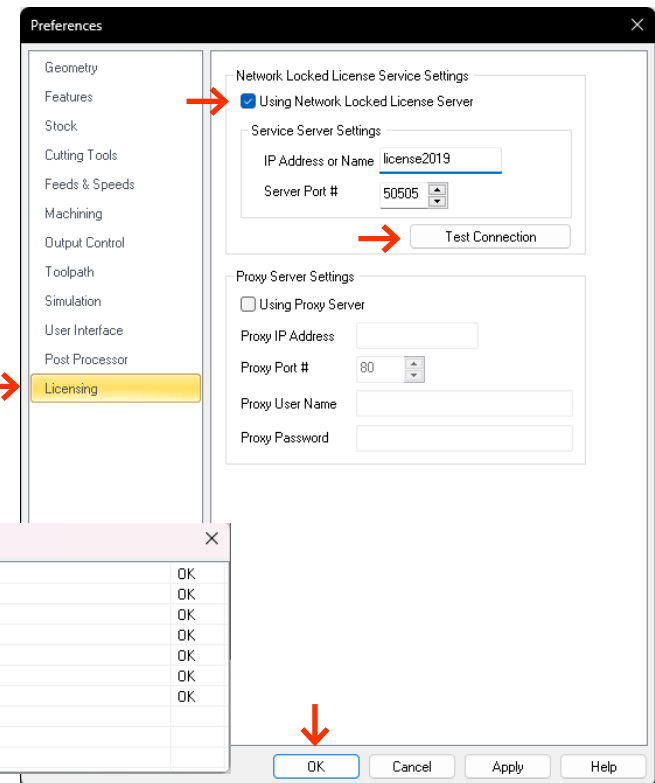 Preferences
Geometry
Features
Stock
Cutting Tools
Feeds & Speeds
Machining
Output Control
Toolpath
Simulation
User Interface
Post Processor
Licensing
Network Locked License Service Settings
Using Network Locked License Server
Service Server Settings
IP Address or Name license2019
Server Port # 50505
Test Connection
Proxy Server Settings
Using Proxy Server
Proxy IP Address
Proxy Port # 80
Proxy User Name
Proxy Password
OK
OK
OK
OK
OK
OK
OK
OK Cancel Apply Help